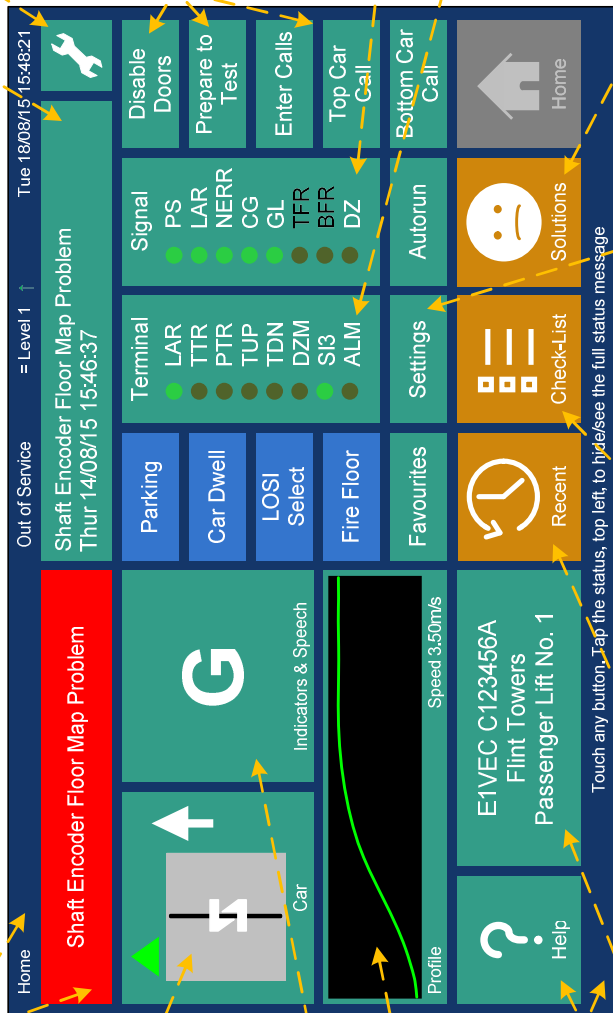 Home
Out of Service
= Level 1 ↑
Tue 18/08/15 15:48:21
Shaft Encoder Floor Map Problem
Shaft Encoder Floor Map Problem
Thur 14/08/15 15:46:37
Car
G
Indicators & Speech
Parking
Car Dwell
LOSI
Select
Fire Floor
Terminal
LAR
TTR
PTR
TUP
TDN
DZM
SI3
ALM
Signal
PS
LAR
NERR
CG
GL
TFR
BFR
DZ
Disable
Doors
Prepare to
Test
Enter Calls
Top Car
Call
Bottom Car
Call
Profile
Speed 3.50m/s
Favourites
Settings
Autorun
?
Help
E1VEC C123456A
Flint Towers
Passenger Lift No. 1
Recent
Check-List
Solutions
Home
Touch any button. Tap the status, top left, to hide/see the full status message